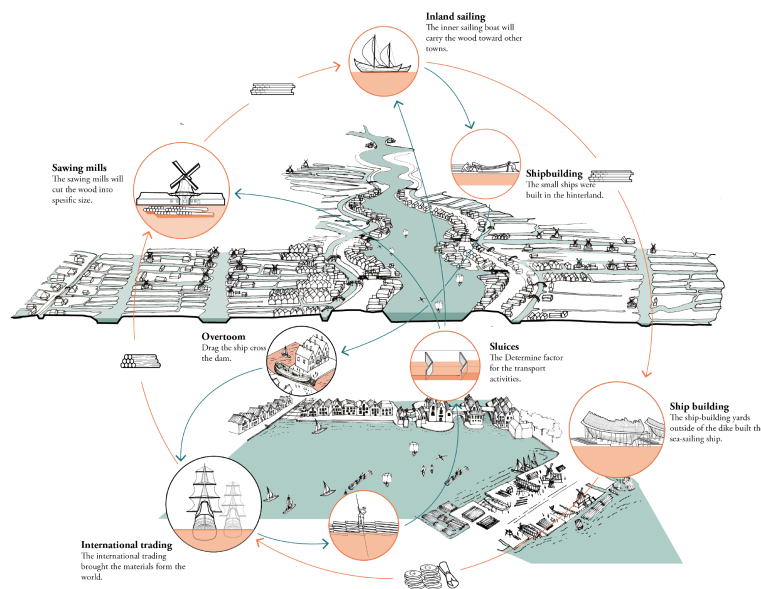 Inland sailing
The inner sailing boat will
carry the wood toward other
towns.
Sawing mills
The sawing mills will
cut the wood into
spesific size.
Shipbuilding
The small ships were
built in the hinterland.
Overtoom
Drag the ship cross
the dam.
Sluices
The Determine factor
for the transport
activities.
Ship building
The ship-building yards
outside of the dike built th
sea-sailing ship.
International trading
The international trading
brought the materials form the
world.